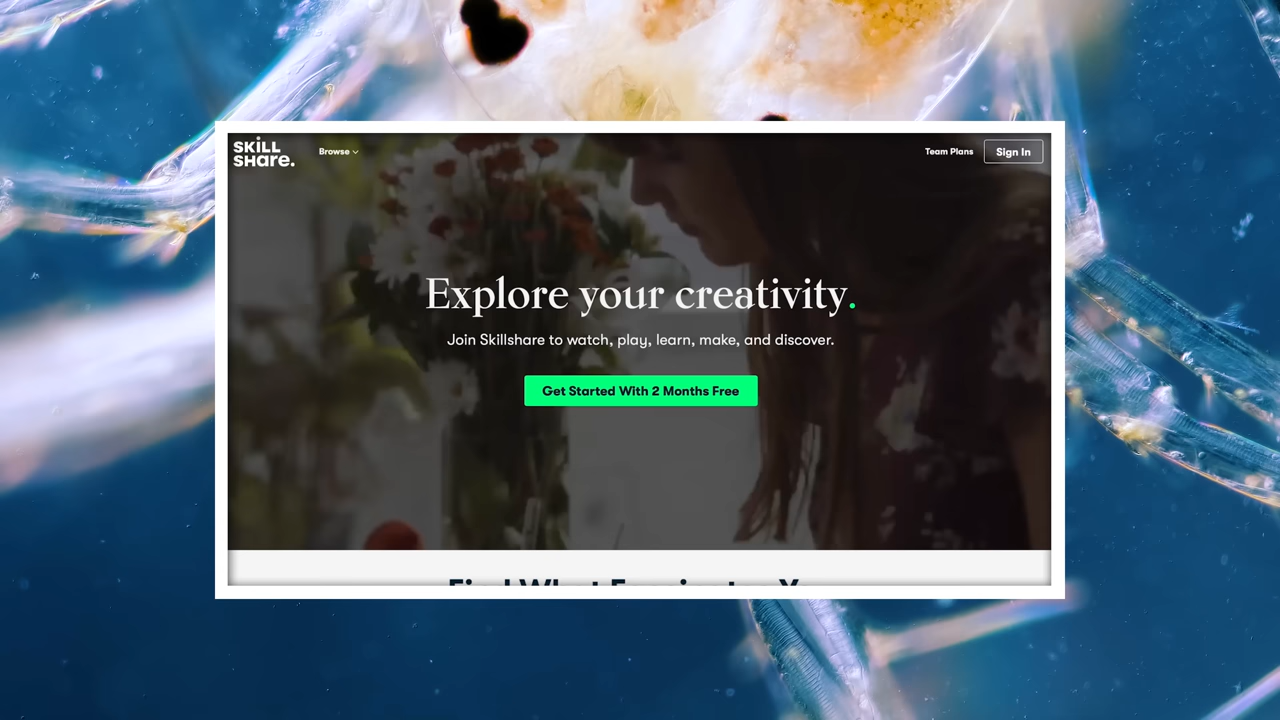 SKILL
SHare.
Browse
Team Plans
Sign In
Explore your creativity.
Join Skillshare to watch, play, learn, make, and discover.
Get Started With 2 Months Free